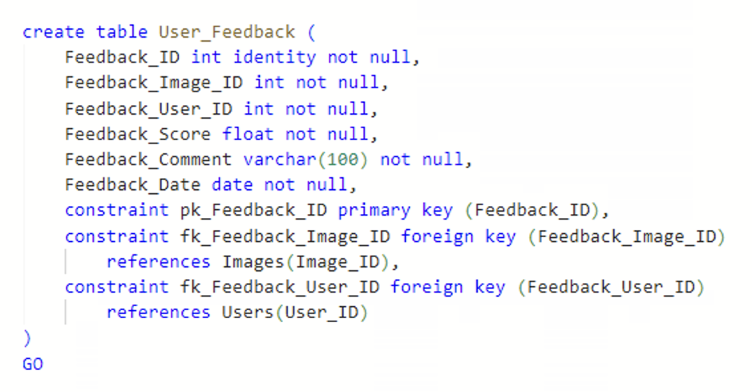 create table User_Feedback (
Feedback_ID int identity not null,
Feedback_Image_ID int not null,
Feedback_User_ID int not null,
Feedback_Score float not null,
Feedback_Comment varchar(100) not null,
Feedback_Date date not null,
constraint pk_Feedback_ID primary key (Feedback_ID),
constraint fk_Feedback_Image_ID foreign key (Feedback_Image_ID)
references Images(Image_ID),
constraint fk_Feedback_User_ID foreign key (Feedback_User_ID)
references Users(User_ID)
)
GO